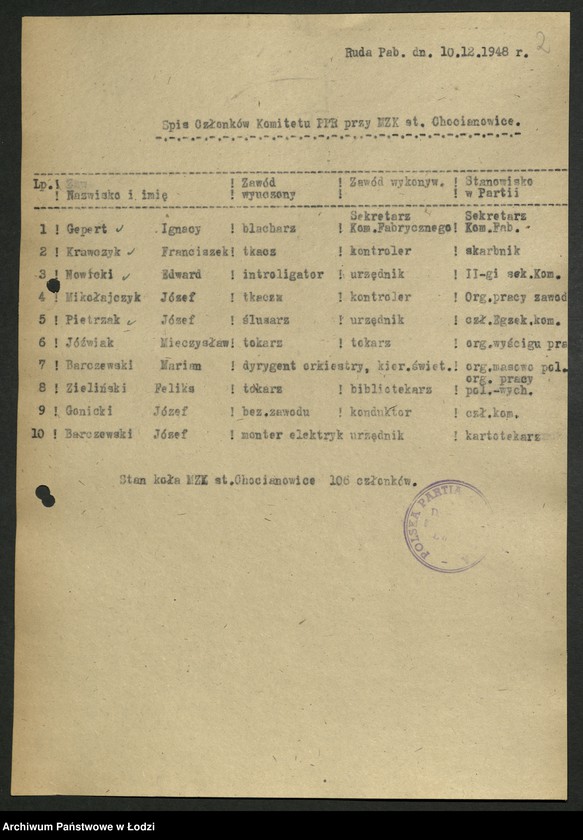 2
Ruda Pab. dn. 10.12.1948 r.
Spis Członków Komitetu PPR przy MZK st. Chocianowice.
Lp. ! ! Zawód ! Zawód wykonyw. ! Stanowisko
! Nazwisko i imię ! wyuczony ! ! w Partii
Sekretarz Sekretarz
1 ! Gepert ✓ Ignacy ! blacharz ! Kom.Fabrycznego! Kom.Fab.
2 ! Krawczyk ✓ Franciszek! tkacz ! kontroler ! skarbnik
3 ! Nowicki ✓ Edward ! introligator ! urzędnik ! II-gi sek.Kom.
4 ! Mikołajczyk Józef ! tkacz ! kontroler ! Org.pracy zawod
5 ! Pietrzak ✓ Józef ! ślusarz ! urzędnik ! czł.Egzek.kom.
6 ! Jóźwiak Mieczysław! tokarz ! tokarz ! org.wyścigu pra
7 ! Barczewski Marian ! dyrygent orkiestry, kier.świet.! org.masowo pol.
org. pracy
8 ! Zieliński Feliks ! tokarz ! bibliotekarz ! pol.-wych.
9 ! Gonicki Józef ! bez.zawodu ! konduktor ! czł.kom.
10 ! Barczewski Józef ! monter elektryk urzędnik ! kartotekarz
Stan koła MZK st.Chocianowice 106 członków.
POLSKA PARTIA
Archiwum Państwowe w Łodzi